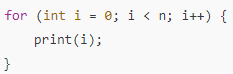 for (int i = 0; i < n; i++) {
    print(i);
}